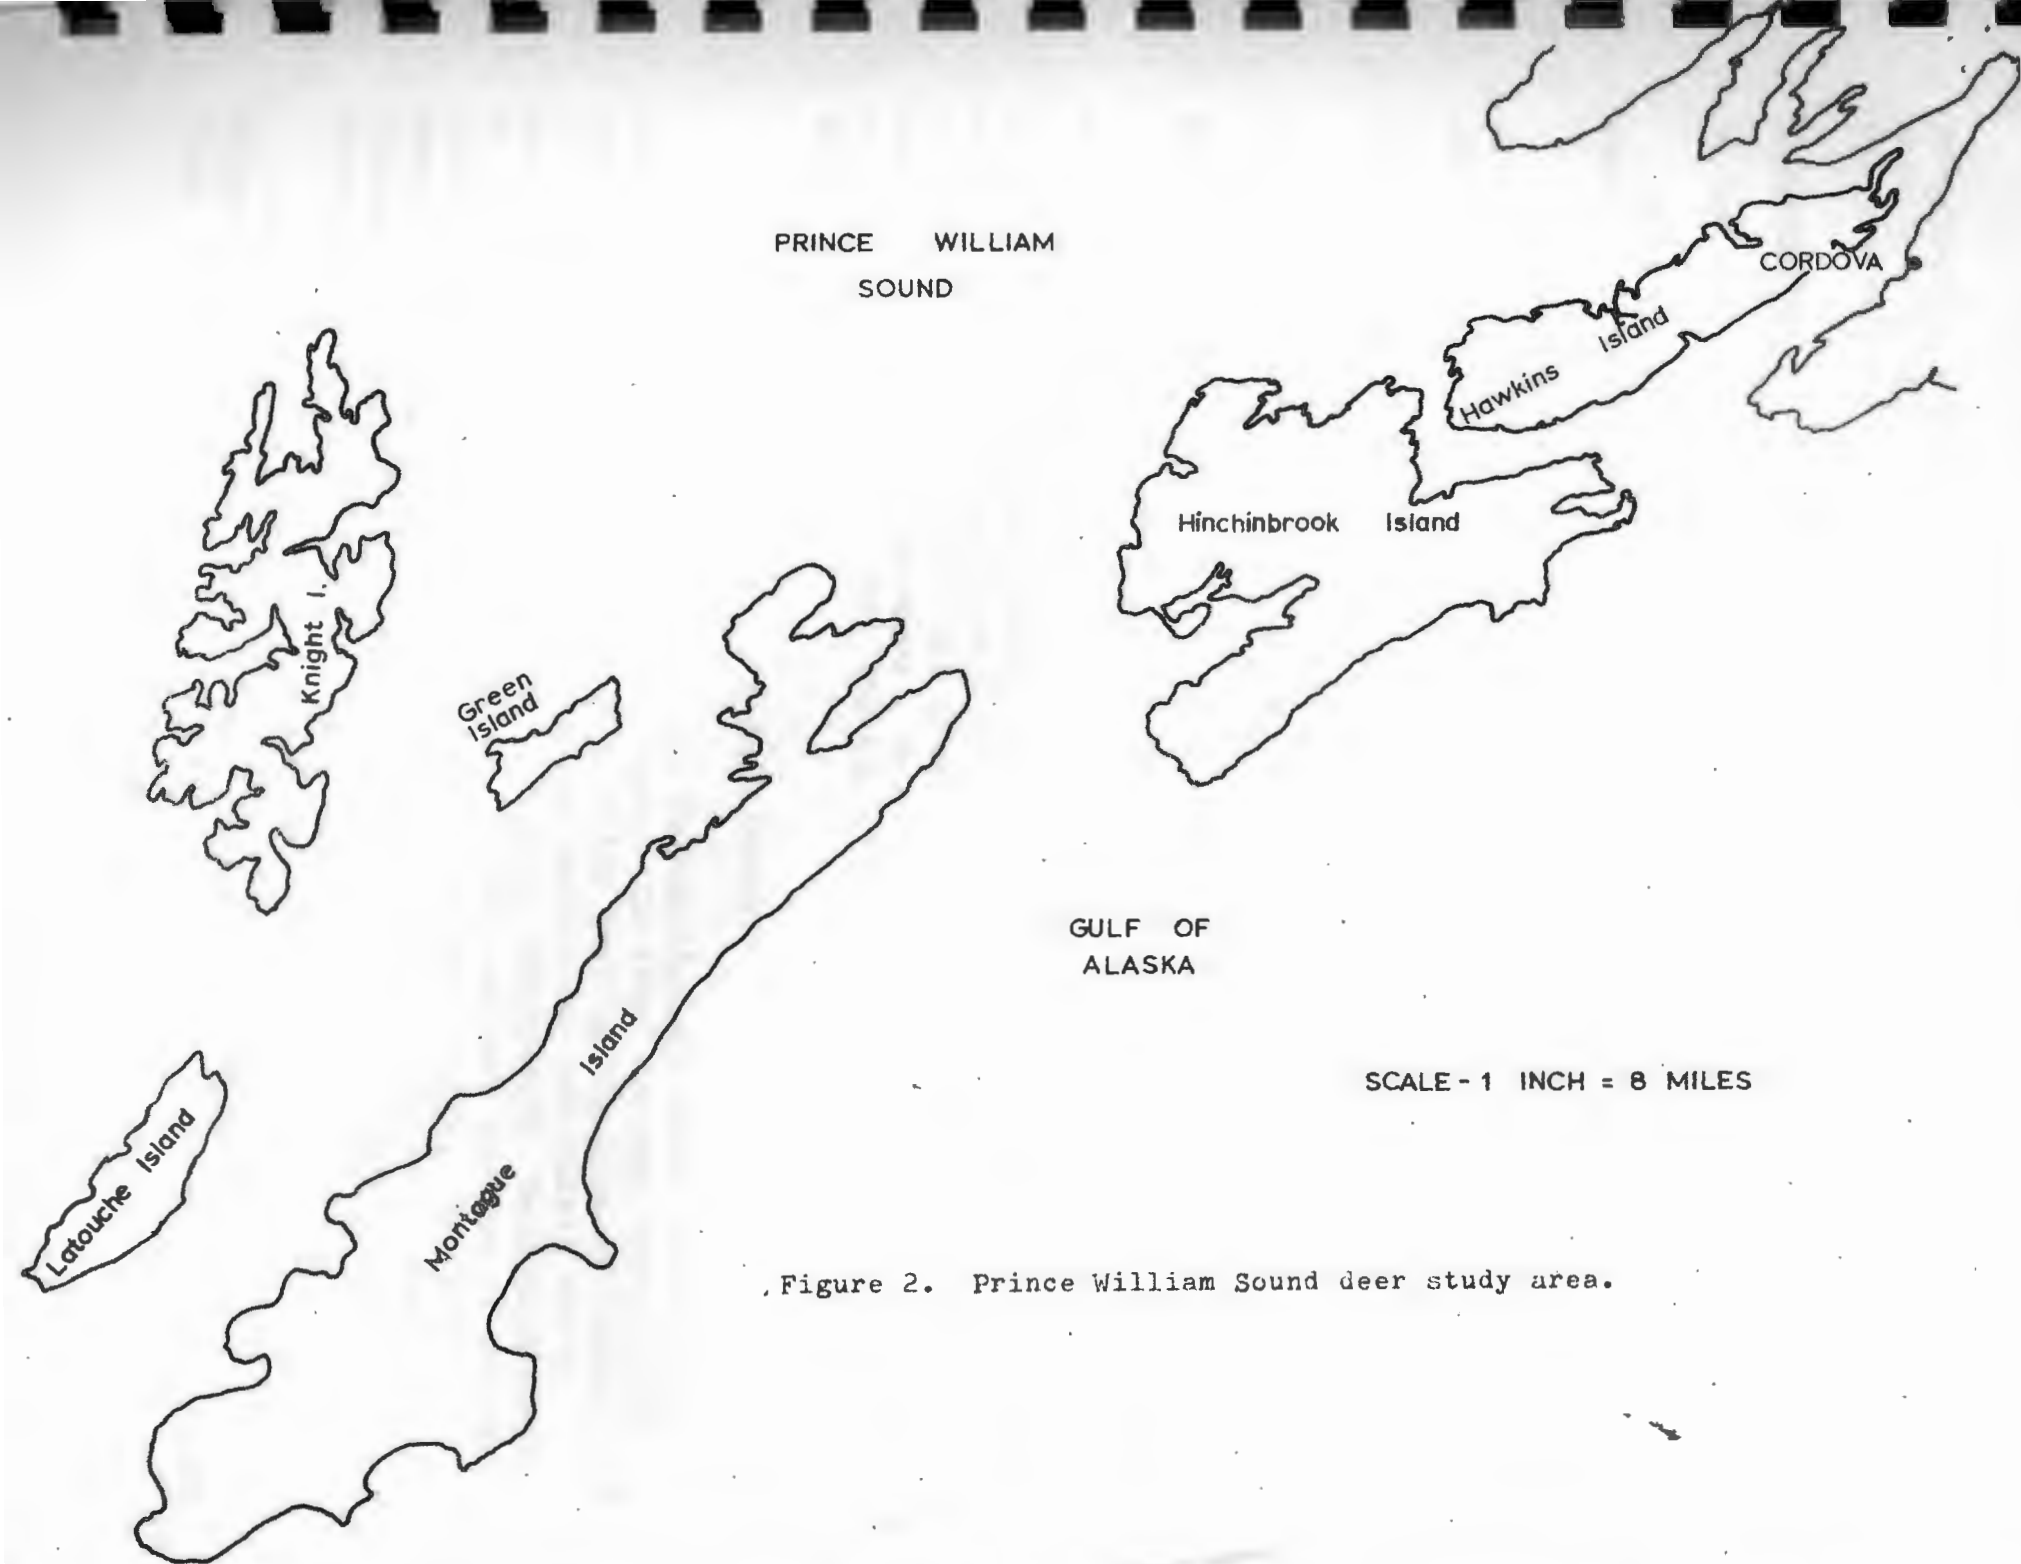 PRINCE WILLIAM
SOUND
CORDOVA
Hawkins Island
Hinchinbrook Island
Knight I.
Green
Island
GULF OF
ALASKA
Montague Island
Latouche Island
SCALE - 1 INCH = 8 MILES
Figure 2. Prince William Sound deer study area.